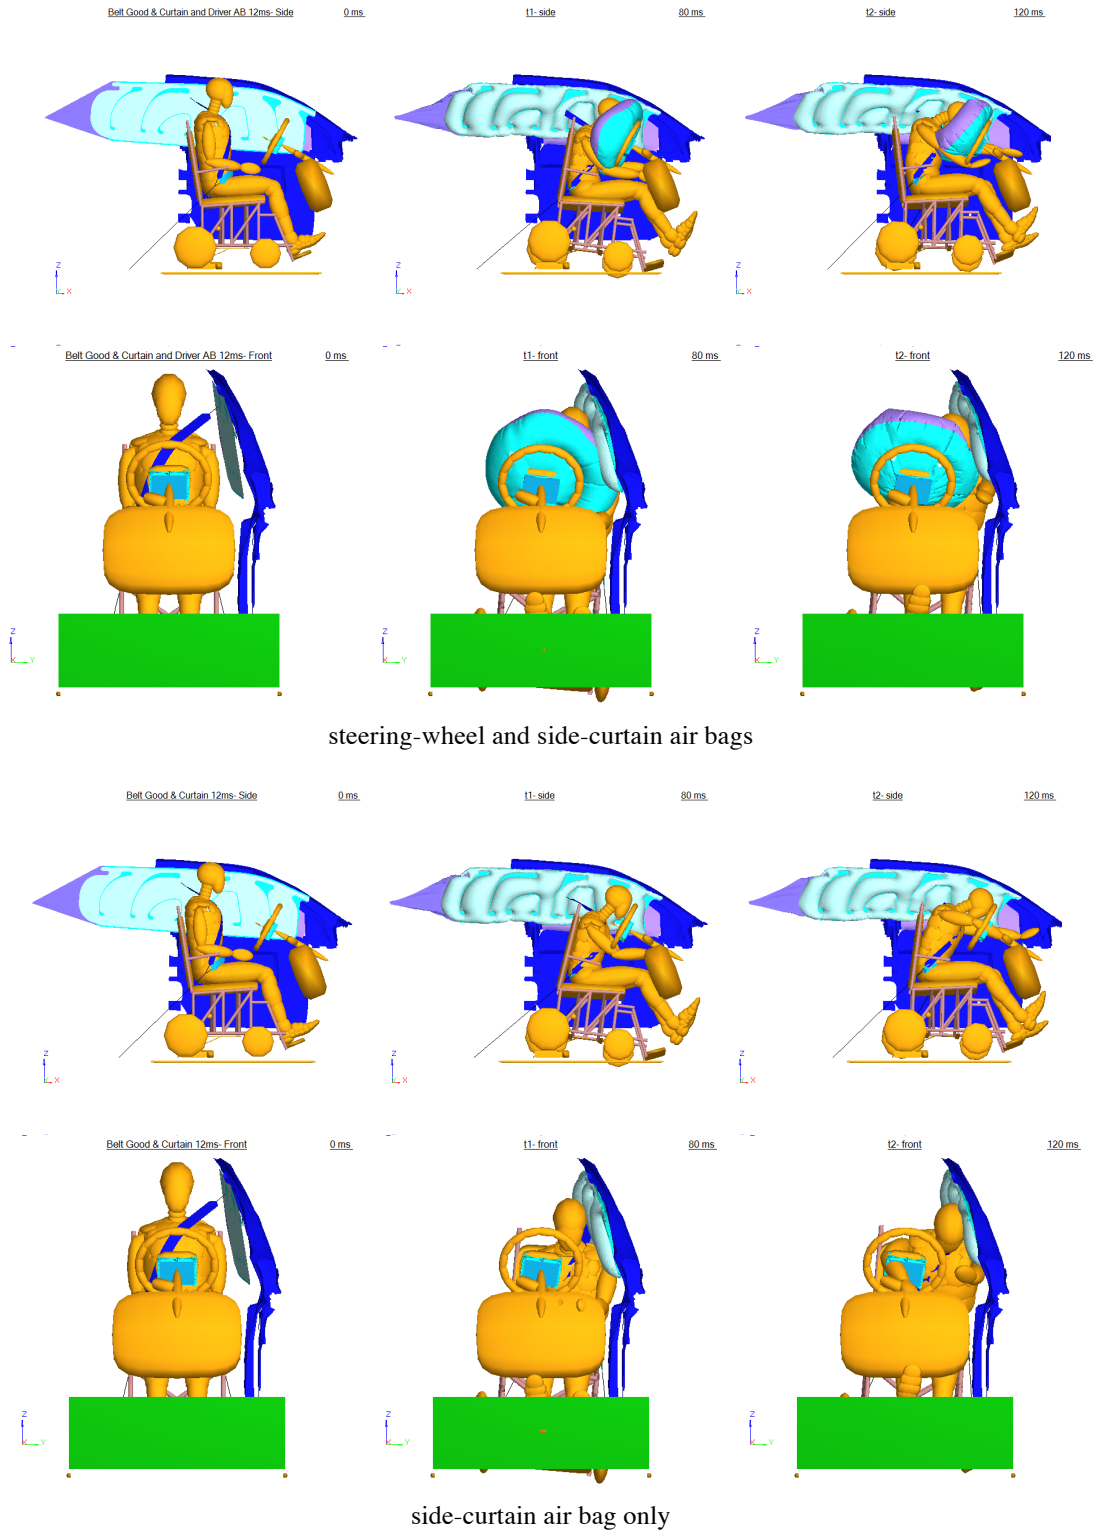 Belt Good & Curtain and Driver AB 12ms- Side 0 ms t1- side 80 ms t2- side 120 ms
Z
X
Z
X
Z
X
Belt Good & Curtain and Driver AB 12ms- Front 0 ms t1- front 80 ms t2- front 120 ms
Z
X Y
Z
X Y
Z
X Y
steering-wheel and side-curtain air bags
Belt Good & Curtain 12ms- Side 0 ms t1- side 80 ms t2- side 120 ms
Z
X
Z
X
Z
X
Belt Good & Curtain 12ms- Front 0 ms t1- front 80 ms t2- front 120 ms
Z
X Y
Z
X Y
Z
X Y
side-curtain air bag only